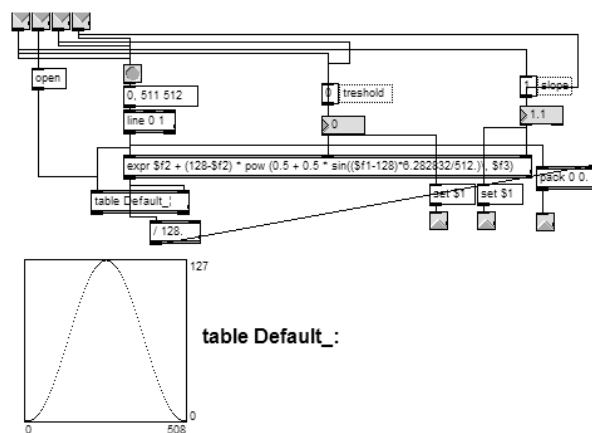 open
0, 511 512
0 treshold
1 slope
line 0 1
0
1.1
expr $f2 + (128-$f2) * pow (0.5 + 0.5 * sin(($f1-128)*6.282832/512.)\, $f3)
table Default_:
set $1
set $1
pack 0 0.
/ 128.
127
table Default_:
0
0
508